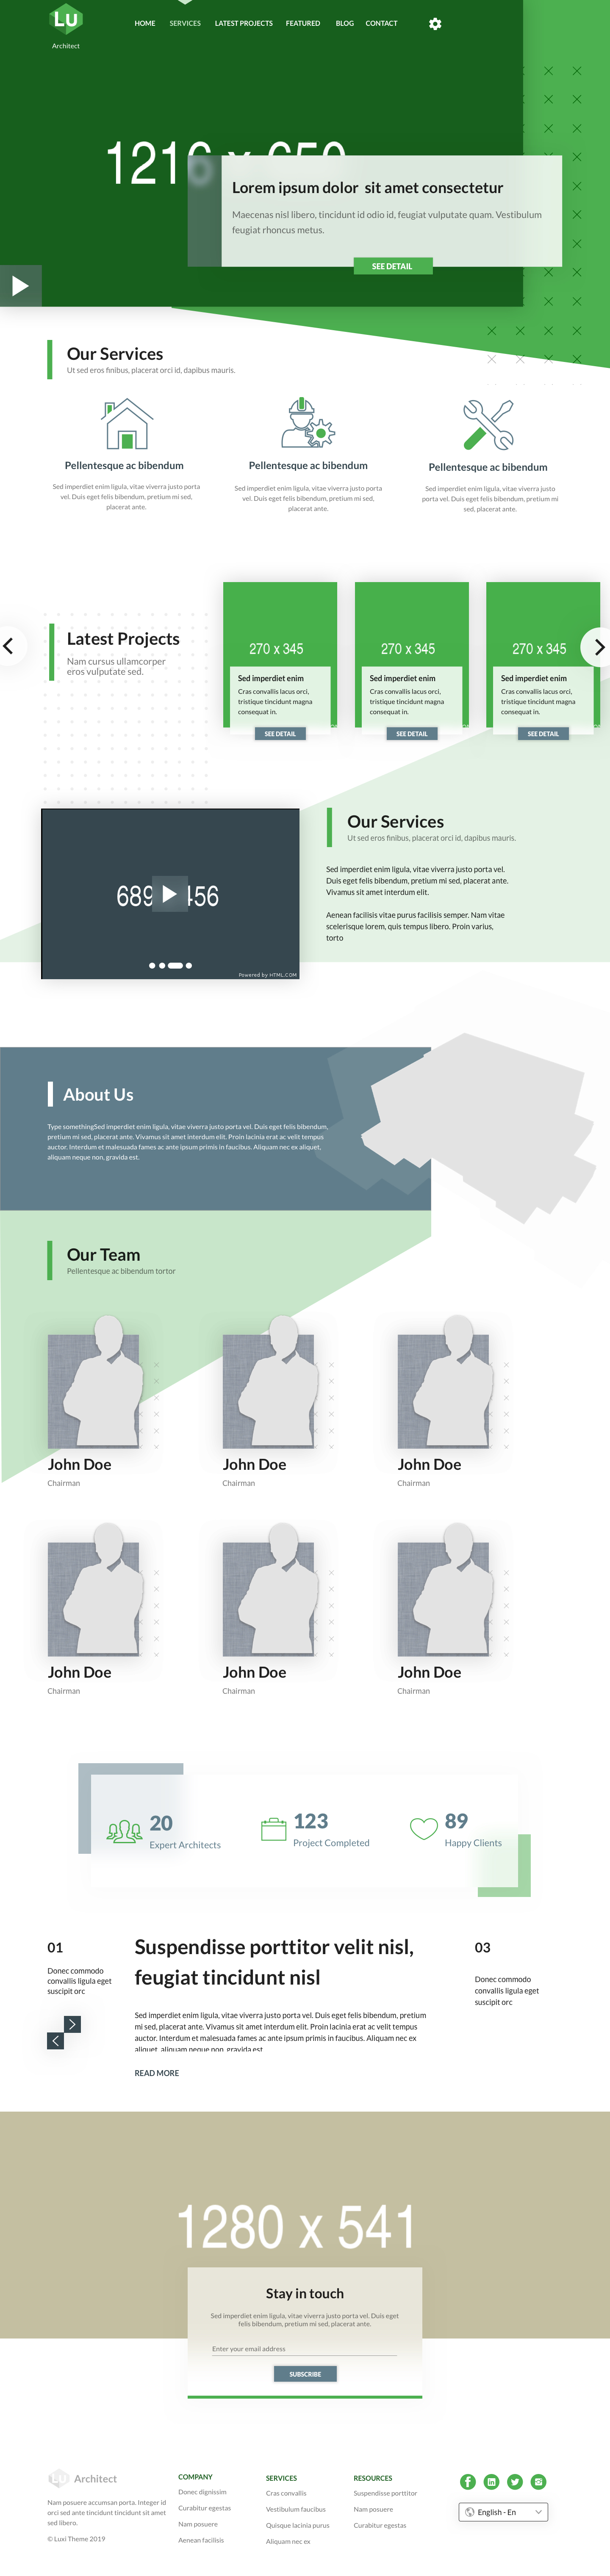 LU
Architect
HOME SERVICES LATEST PROJECTS FEATURED BLOG CONTACT
1216 x 650
Lorem ipsum dolor sit amet consectetur
Maecenas nisl libero, tincidunt id odio id, feugiat vulputate quam. Vestibulum
feugiat rhoncus metus.
SEE DETAIL
Our Services
Ut sed eros finibus, placerat orci id, dapibus mauris.
Pellentesque ac bibendum
Sed imperdiet enim ligula, vitae viverra justo porta
vel. Duis eget felis bibendum, pretium mi sed,
placerat ante.
Pellentesque ac bibendum
Sed imperdiet enim ligula, vitae viverra justo porta
vel. Duis eget felis bibendum, pretium mi sed,
placerat ante.
Pellentesque ac bibendum
Sed imperdiet enim ligula, vitae viverra justo
porta vel. Duis eget felis bibendum, pretium mi
sed, placerat ante.
Latest Projects
Nam cursus ullamcorper
eros vulputate sed.
270 x 345
Sed imperdiet enim
Cras convallis lacus orci,
tristique tincidunt magna
consequat in.
SEE DETAIL
270 x 345
Sed imperdiet enim
Cras convallis lacus orci,
tristique tincidunt magna
consequat in.
SEE DETAIL
270 x 345
Sed imperdiet enim
Cras convallis lacus orci,
tristique tincidunt magna
consequat in.
SEE DETAIL
689 456
Powered by HTML.COM
Our Services
Ut sed eros finibus, placerat orci id, dapibus mauris.
Sed imperdiet enim ligula, vitae viverra justo porta vel.
Duis eget felis bibendum, pretium mi sed, placerat ante.
Vivamus sit amet interdum elit.
Aenean facilisis vitae purus facilisis semper. Nam vitae
scelerisque lorem, quis tempus libero. Proin varius,
torto
About Us
Type somethingSed imperdiet enim ligula, vitae viverra justo porta vel. Duis eget felis bibendum,
pretium mi sed, placerat ante. Vivamus sit amet interdum elit. Proin lacinia erat ac velit tempus
auctor. Interdum et malesuada fames ac ante ipsum primis in faucibus. Aliquam nec ex aliquet,
aliquam neque non, gravida est.
Our Team
Pellentesque ac bibendum tortor
John Doe
Chairman
John Doe
Chairman
John Doe
Chairman
John Doe
Chairman
John Doe
Chairman
John Doe
Chairman
20
Expert Architects
123
Project Completed
89
Happy Clients
01
Donec commodo
convallis ligula eget
suscipit orc
Suspendisse porttitor velit nisl,
feugiat tincidunt nisl
Sed imperdiet enim ligula, vitae viverra justo porta vel. Duis eget felis bibendum, pretium
mi sed, placerat ante. Vivamus sit amet interdum elit. Proin lacinia erat ac velit tempus
auctor. Interdum et malesuada fames ac ante ipsum primis in faucibus. Aliquam nec ex
aliquet, aliquam neque non, gravida est.
READ MORE
03
Donec commodo
convallis ligula eget
suscipit orc
1280 x 541
Stay in touch
Sed imperdiet enim ligula, vitae viverra justo porta vel. Duis eget
felis bibendum, pretium mi sed, placerat ante.
Enter your email address
SUBSCRIBE
LU Architect
Nam posuere accumsan porta. Integer id
orci sed ante tincidunt tincidunt sit amet
sed libero.
© Luxi Theme 2019
COMPANY
Donec dignissim
Curabitur egestas
Nam posuere
Aenean facilisis
SERVICES
Cras convallis
Vestibulum faucibus
Quisque lacinia purus
Aliquam nec ex
RESOURCES
Suspendisse porttitor
Nam posuere
Curabitur egestas
English - En